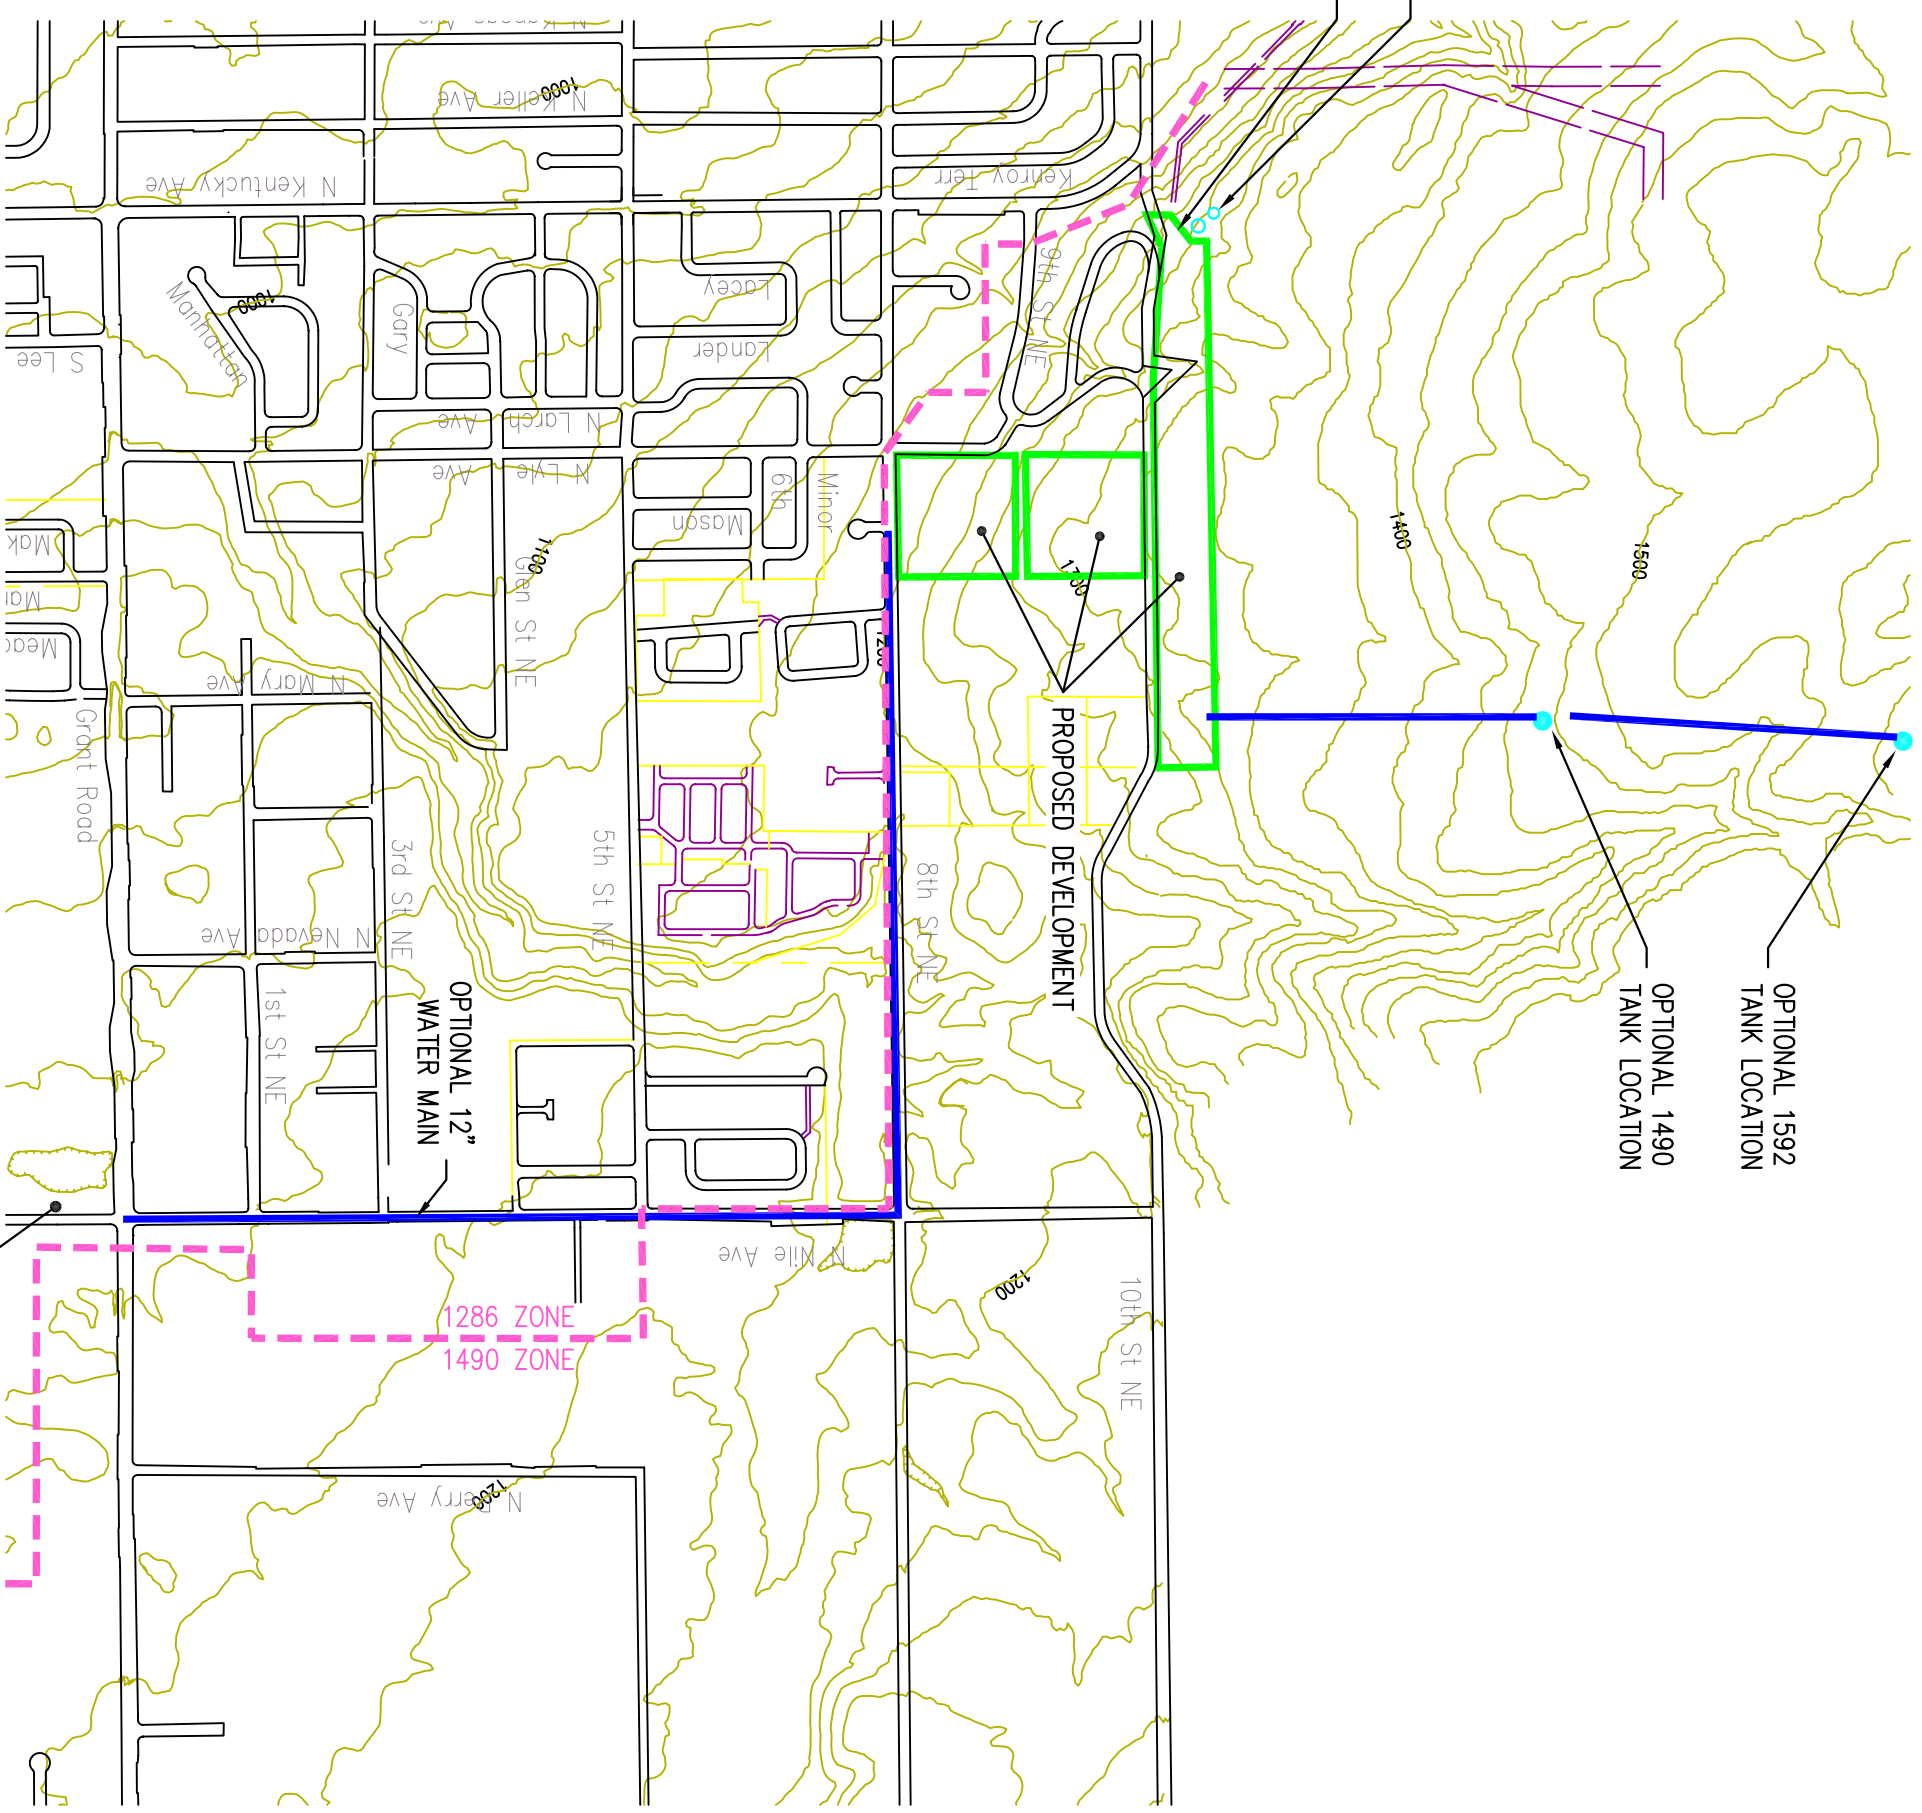 N Keller Ave
1000
N Kentucky Ave
Kenroy Terr
9th St NE
Manhattan
1000
Gary
Lacey
Lander
S Lee
N Larch Ave
N Lyle Ave
6th
Minor
Mason
Mak
1100
Glen St NE
1400
1500
N Mary Ave
Grant Road
PROPOSED DEVELOPMENT
3rd St NE
5th St NE
8th St NE
N Nevada Ave
1st St NE
OPTIONAL 12"
WATER MAIN
OPTIONAL 1592
TANK LOCATION
OPTIONAL 1490
TANK LOCATION
N Nile Ave
1200
10th St NE
1286 ZONE
1490 ZONE
N Perry Ave
1200